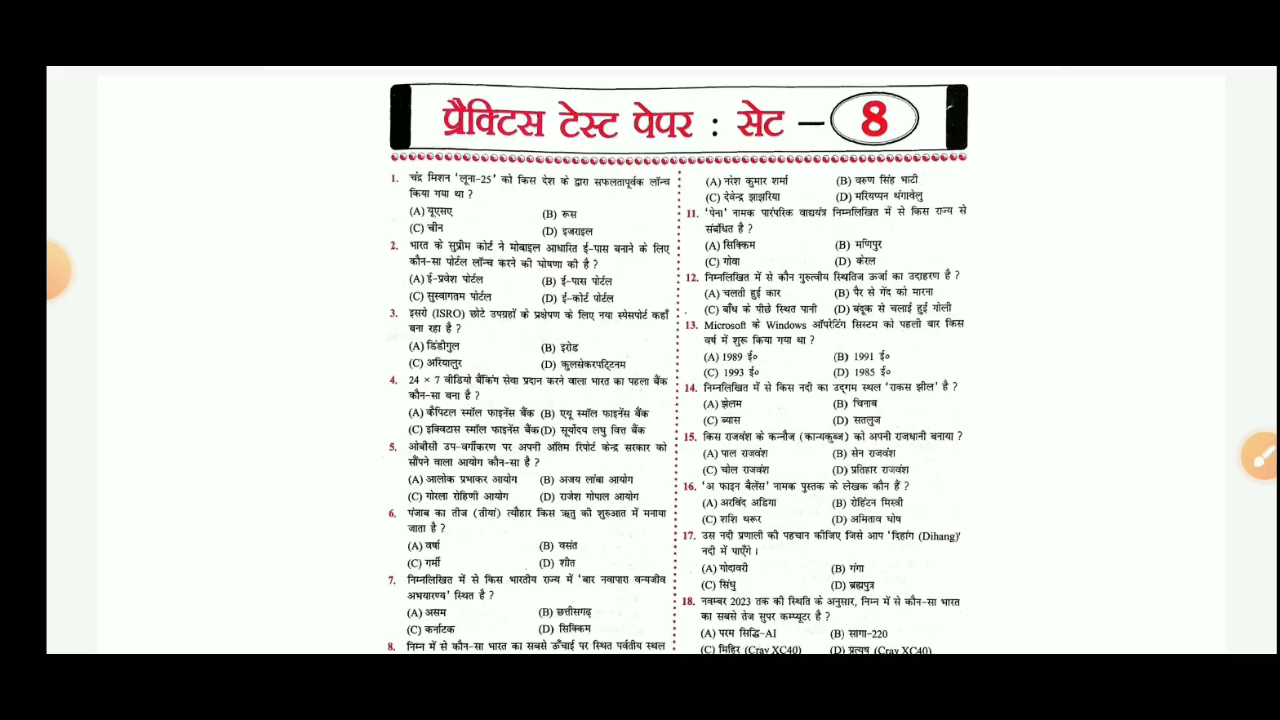 प्रैक्टिस टेस्ट पेपर : सेट – 8
1. चंद्र मिशन 'लूना-25' को किस देश के द्वारा सफलतापूर्वक लॉन्च
किया गया था ?
(A) यूएसए (B) रूस
(C) चीन (D) इजराइल
2. भारत के सुप्रीम कोर्ट ने मोबाइल आधारित ई-पास बनाने के लिए
कौन-सा पोर्टल लॉन्च करने की घोषणा की है ?
(A) ई-प्रवेश पोर्टल (B) ई-पास पोर्टल
(C) सुस्वागतम पोर्टल (D) ई-कोर्ट पोर्टल
3. इसरो (ISRO) छोटे उपग्रहों के प्रक्षेपण के लिए नया स्पेसपोर्ट कहाँ
बना रहा है ?
(A) डिंडीगुल (B) इरोड
(C) अरियालुर (D) कुलसेकरपट्टिनम
4. 24 × 7 वीडियो बैंकिंग सेवा प्रदान करने वाला भारत का पहला बैंक
कौन-सा बना है ?
(A) कैपिटल स्मॉल फाइनेंस बैंक (B) एयू स्मॉल फाइनेंस बैंक
(C) इक्विटास स्मॉल फाइनेंस बैंक (D) सूर्योदय लघु वित्त बैंक
5. ओबीसी उप-वर्गीकरण पर अपनी अंतिम रिपोर्ट केन्द्र सरकार को
सौंपने वाला आयोग कौन-सा है ?
(A) आलोक प्रभाकर आयोग (B) अजय लांबा आयोग
(C) गोरला रोहिणी आयोग (D) राजेश गोपाल आयोग
6. पंजाब का तीज (तीयां) त्यौहार किस ऋतु की शुरुआत में मनाया
जाता है ?
(A) वर्षा (B) वसंत
(C) गर्मी (D) शीत
7. निम्नलिखित में से किस भारतीय राज्य में 'बार नवापारा वन्यजीव
अभयारण्य' स्थित है ?
(A) असम (B) छत्तीसगढ़
(C) कर्नाटक (D) सिक्किम
8. निम्न में से कौन-सा भारत का सबसे ऊँचाई पर स्थित पर्वतीय स्थल
(A) नरेश कुमार शर्मा (B) वरुण सिंह भाटी
(C) देवेन्द्र झाझरिया (D) मरियप्पन थंगावेलु
11. 'पेना' नामक पारंपरिक वाद्ययंत्र निम्नलिखित में से किस राज्य से
संबंधित है ?
(A) सिक्किम (B) मणिपुर
(C) गोवा (D) केरल
12. निम्नलिखित में से कौन गुरुत्वीय स्थितिज ऊर्जा का उदाहरण है ?
(A) चलती हुई कार (B) पैर से गेंद को मारना
(C) बाँध के पीछे स्थित पानी (D) बंदूक से चलाई हुई गोली
13. Microsoft के Windows ऑपरेटिंग सिस्टम को पहली बार किस
वर्ष में शुरू किया गया था ?
(A) 1989 ई० (B) 1991 ई०
(C) 1993 ई० (D) 1985 ई०
14. निम्नलिखित में से किस नदी का उद्गम स्थल 'राकस झील' है ?
(A) झेलम (B) चिनाब
(C) ब्यास (D) सतलुज
15. किस राजवंश के कन्नौज (कान्यकुब्ज) को अपनी राजधानी बनाया ?
(A) पाल राजवंश (B) सेन राजवंश
(C) चोल राजवंश (D) प्रतिहार राजवंश
16. 'अ फाइन बैलेंस' नामक पुस्तक के लेखक कौन हैं ?
(A) अरविंद अडिगा (B) रोहिंटन मिस्त्री
(C) शशि थरूर (D) अमिताव घोष
17. उस नदी प्रणाली की पहचान कीजिए जिसे आप 'दिहांग (Dihang)'
नदी में पाएँगे।
(A) गोदावरी (B) गंगा
(C) सिंधु (D) ब्रह्मपुत्र
18. नवम्बर 2023 तक की स्थिति के अनुसार, निम्न में से कौन-सा भारत
का सबसे तेज सुपर कम्प्यूटर है ?
(A) परम सिद्धि-AI (B) सागा-220
(C) मिहिर (Cray XC40) (D) प्रत्यूष (Cray XC40)